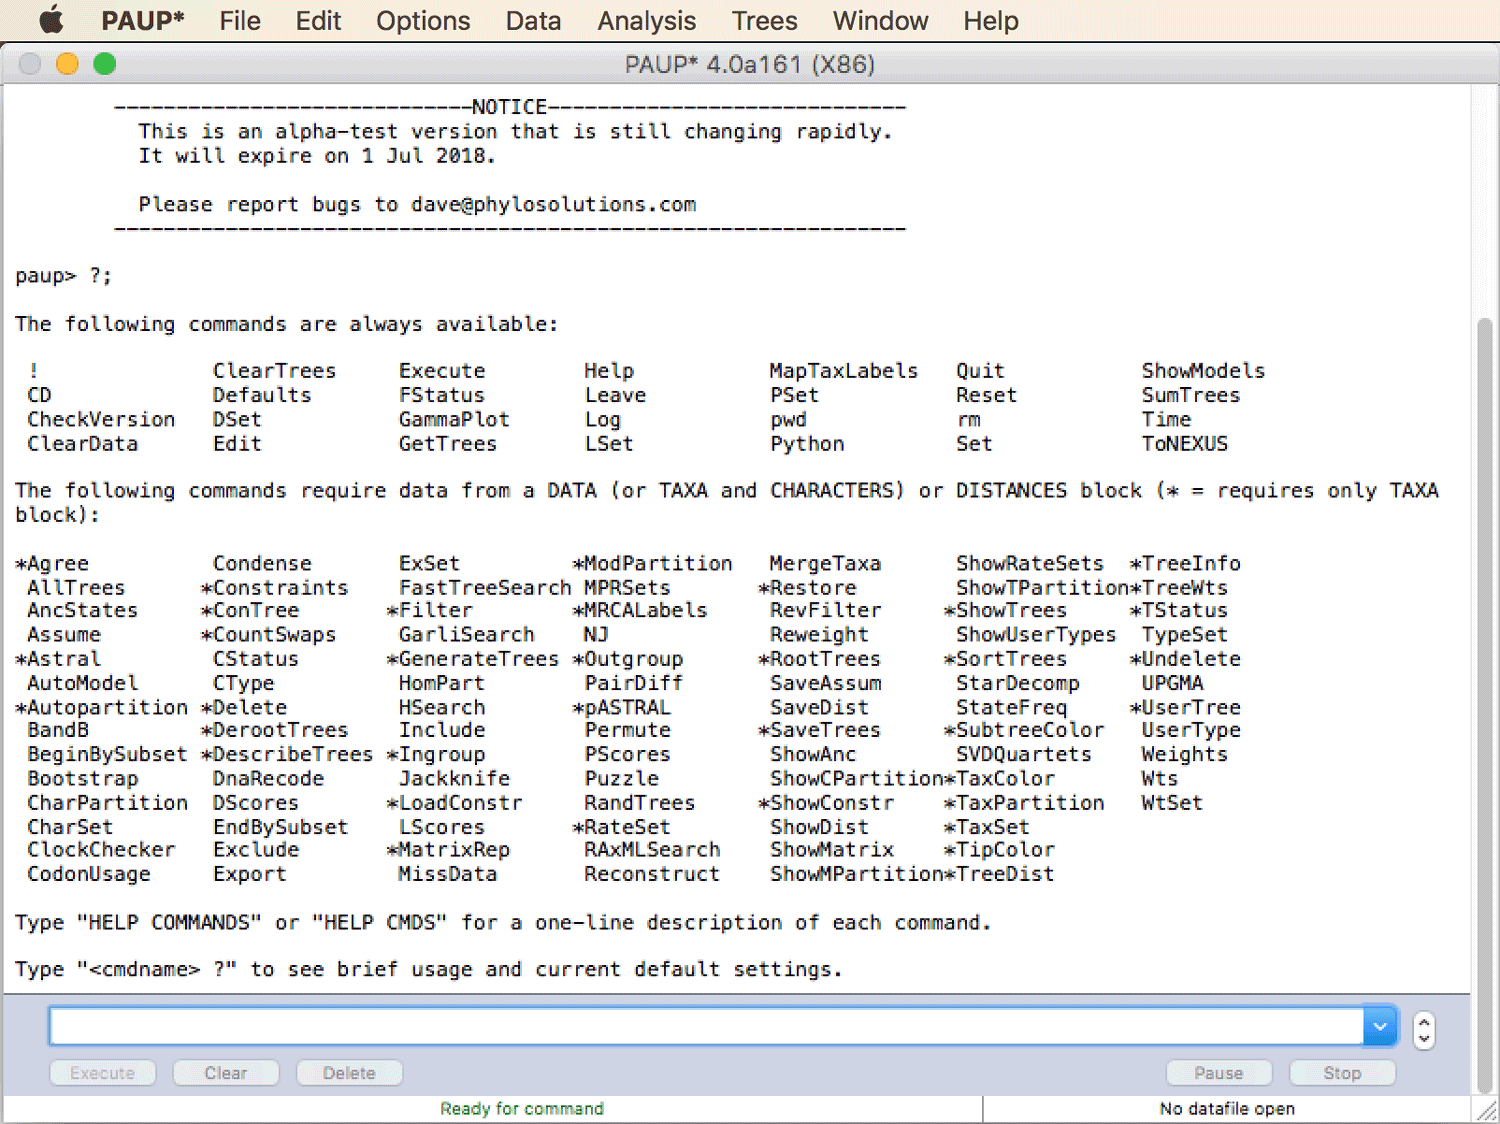 PAUP* File Edit Options Data Analysis Trees Window Help
PAUP* 4.0a161 (X86)
-----------------------------NOTICE-----------------------------
This is an alpha-test version that is still changing rapidly.
It will expire on 1 Jul 2018.
Please report bugs to dave@phylosolutions.com
----------------------------------------------------------------
paup> ?;
The following commands are always available:
! ClearTrees Execute Help MapTaxLabels Quit ShowModels
CD Defaults FStatus Leave PSet Reset SumTrees
CheckVersion DSet GammaPlot Log pwd rm Time
ClearData Edit GetTrees LSet Python Set ToNEXUS
The following commands require data from a DATA (or TAXA and CHARACTERS) or DISTANCES block (* = requires only TAXA
block):
*Agree Condense ExSet *ModPartition MergeTaxa ShowRateSets *TreeInfo
AllTrees *Constraints FastTreeSearch MPRSets *Restore ShowTPartition*TreeWts
AncStates *ConTree *Filter *MRCALabels RevFilter *ShowTrees *TStatus
Assume *CountSwaps GarliSearch NJ Reweight ShowUserTypes TypeSet
*Astral CStatus *GenerateTrees *Outgroup *RootTrees *SortTrees *Undelete
AutoModel CType HomPart PairDiff SaveAssum StarDecomp UPGMA
*Autopartition *Delete HSearch *pASTRAL SaveDist StateFreq *UserTree
BandB *DerootTrees Include Permute *SaveTrees *SubtreeColor UserType
BeginBySubset *DescribeTrees *Ingroup PScores ShowAnc SVDQuartets Weights
Bootstrap DnaRecode Jackknife Puzzle ShowCPartition*TaxColor Wts
CharPartition DScores *LoadConstr RandTrees *ShowConstr *TaxPartition WtSet
CharSet EndBySubset LScores *RateSet ShowDist *TaxSet
ClockChecker Exclude *MatrixRep RAxMLSearch ShowMatrix *TipColor
CodonUsage Export MissData Reconstruct ShowMPartition*TreeDist
Type "HELP COMMANDS" or "HELP CMDS" for a one-line description of each command.
Type "<cmdname> ?" to see brief usage and current default settings.
Execute Clear Delete Pause Stop
Ready for command No datafile open